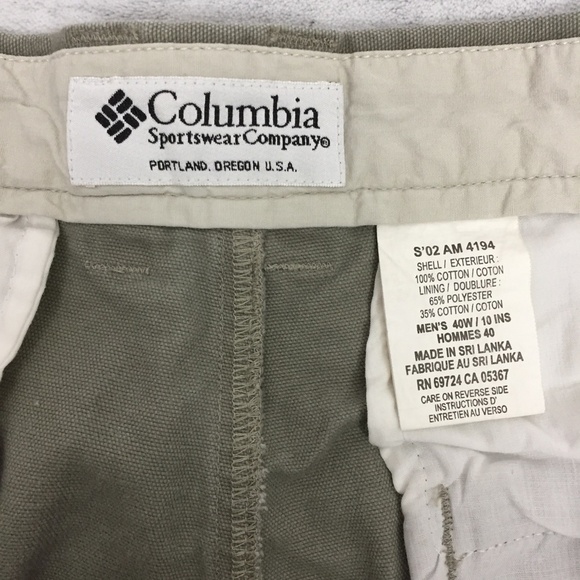 Columbia
SportswearCompany®
PORTLAND, OREGON U.S.A.
S'02 AM 4194
SHELL / EXTERIEUR :
100% COTTON / COTON
LINING / DOUBLURE :
65% POLYESTER
35% COTTON / COTON
MEN'S 40W / 10 INS
HOMMES 40
MADE IN SRI LANKA
FABRIQUE AU SRI LANKA
RN 69724 CA 05367
CARE ON REVERSE SIDE
INSTRUCTIONS D'
ENTRETIEN AU VERSO